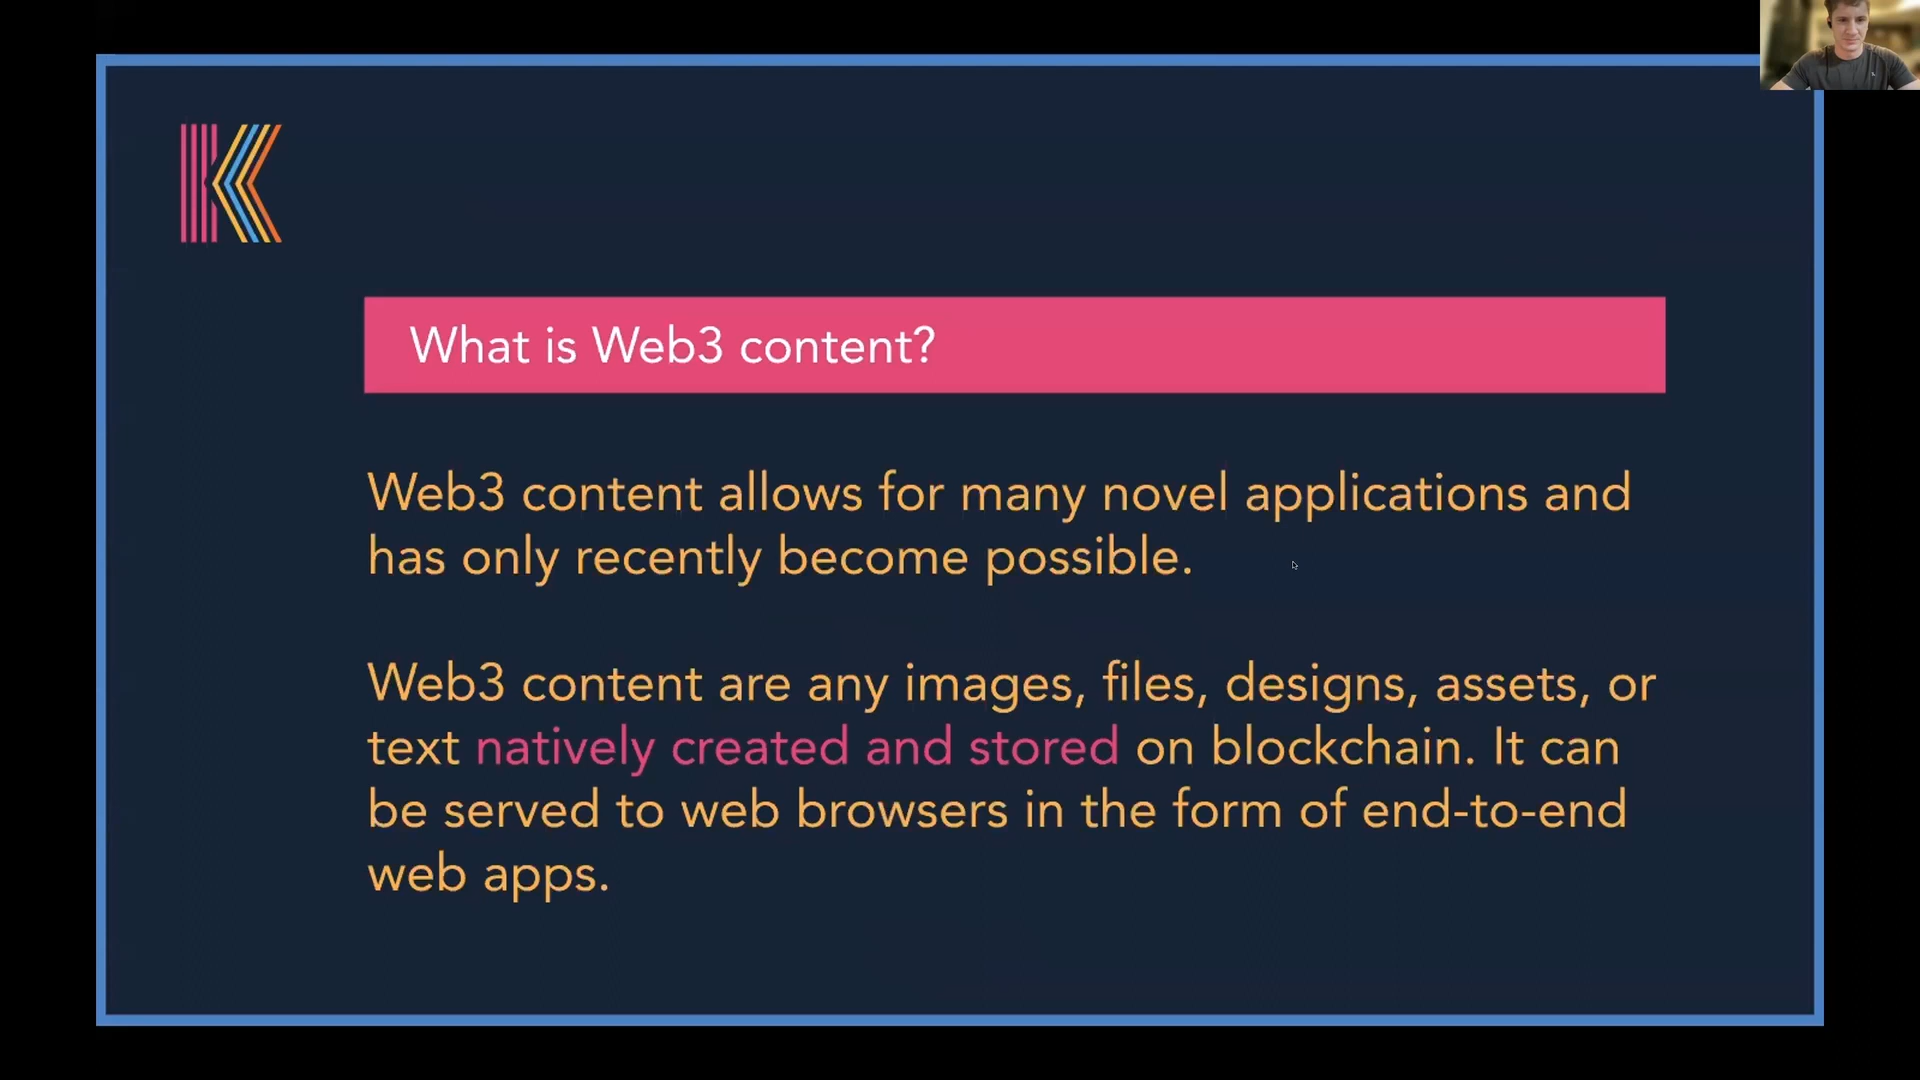 What is Web3 content?
Web3 content allows for many novel applications and
has only recently become possible.
Web3 content are any images, files, designs, assets, or
text natively created and stored on blockchain. It can
be served to web browsers in the form of end-to-end
web apps.